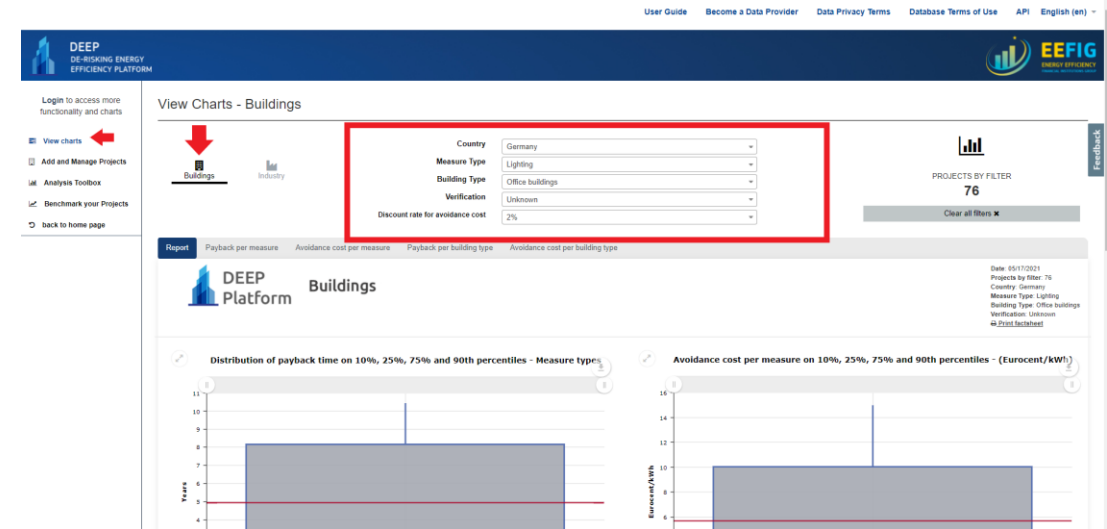 User Guide Become a Data Provider Data Privacy Terms Database Terms of Use API English (en)
DEEP
DE-RISKING ENERGY
EFFICIENCY PLATFORM
EEFIG
ENERGY EFFICIENCY
FINANCIAL INSTITUTIONS GROUP
Login to access more
functionality and charts
View charts
Add and Manage Projects
Analysis Toolbox
Benchmark your Projects
back to home page
View Charts - Buildings
Buildings
Industry
Country Germany
Measure Type Lighting
Building Type Office buildings
Verification Unknown
Discount rate for avoidance cost 2%
PROJECTS BY FILTER
76
Clear all filters ✖
Feedback
Report Payback per measure Avoidance cost per measure Payback per building type Avoidance cost per building type
DEEP
Platform
Buildings
Date: 05/17/2021
Projects by filter: 76
Country: Germany
Measure Type: Lighting
Building Type: Office buildings
Verification: Unknown
Print factsheet
Distribution of payback time on 10%, 25%, 75% and 90th percentiles - Measure types
11
10
9
8
7
6
5
4
Years
Avoidance cost per measure on 10%, 25%, 75% and 90th percentiles - (Eurocent/kWh)
16
14
12
10
8
6
Eurocent/kWh